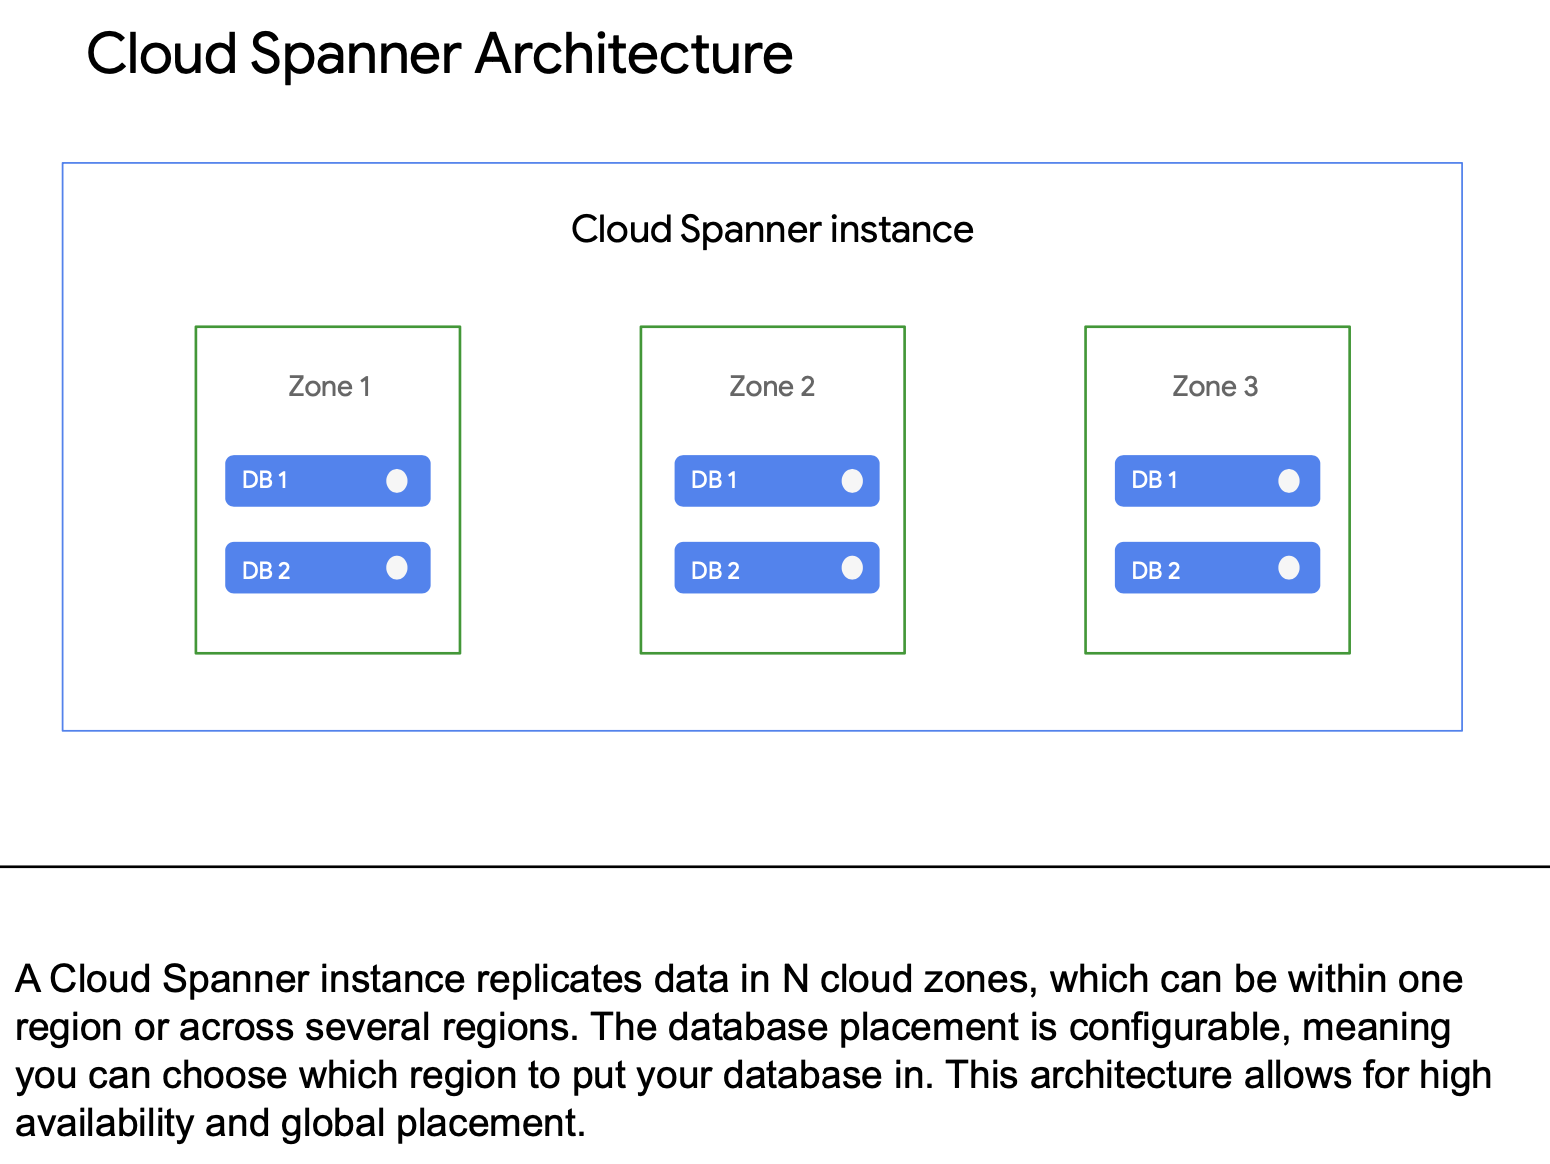 Cloud Spanner Architecture
Cloud Spanner instance
Zone 1
DB 1
DB 2
Zone 2
DB 1
DB 2
Zone 3
DB 1
DB 2
A Cloud Spanner instance replicates data in N cloud zones, which can be within one
region or across several regions. The database placement is configurable, meaning
you can choose which region to put your database in. This architecture allows for high
availability and global placement.